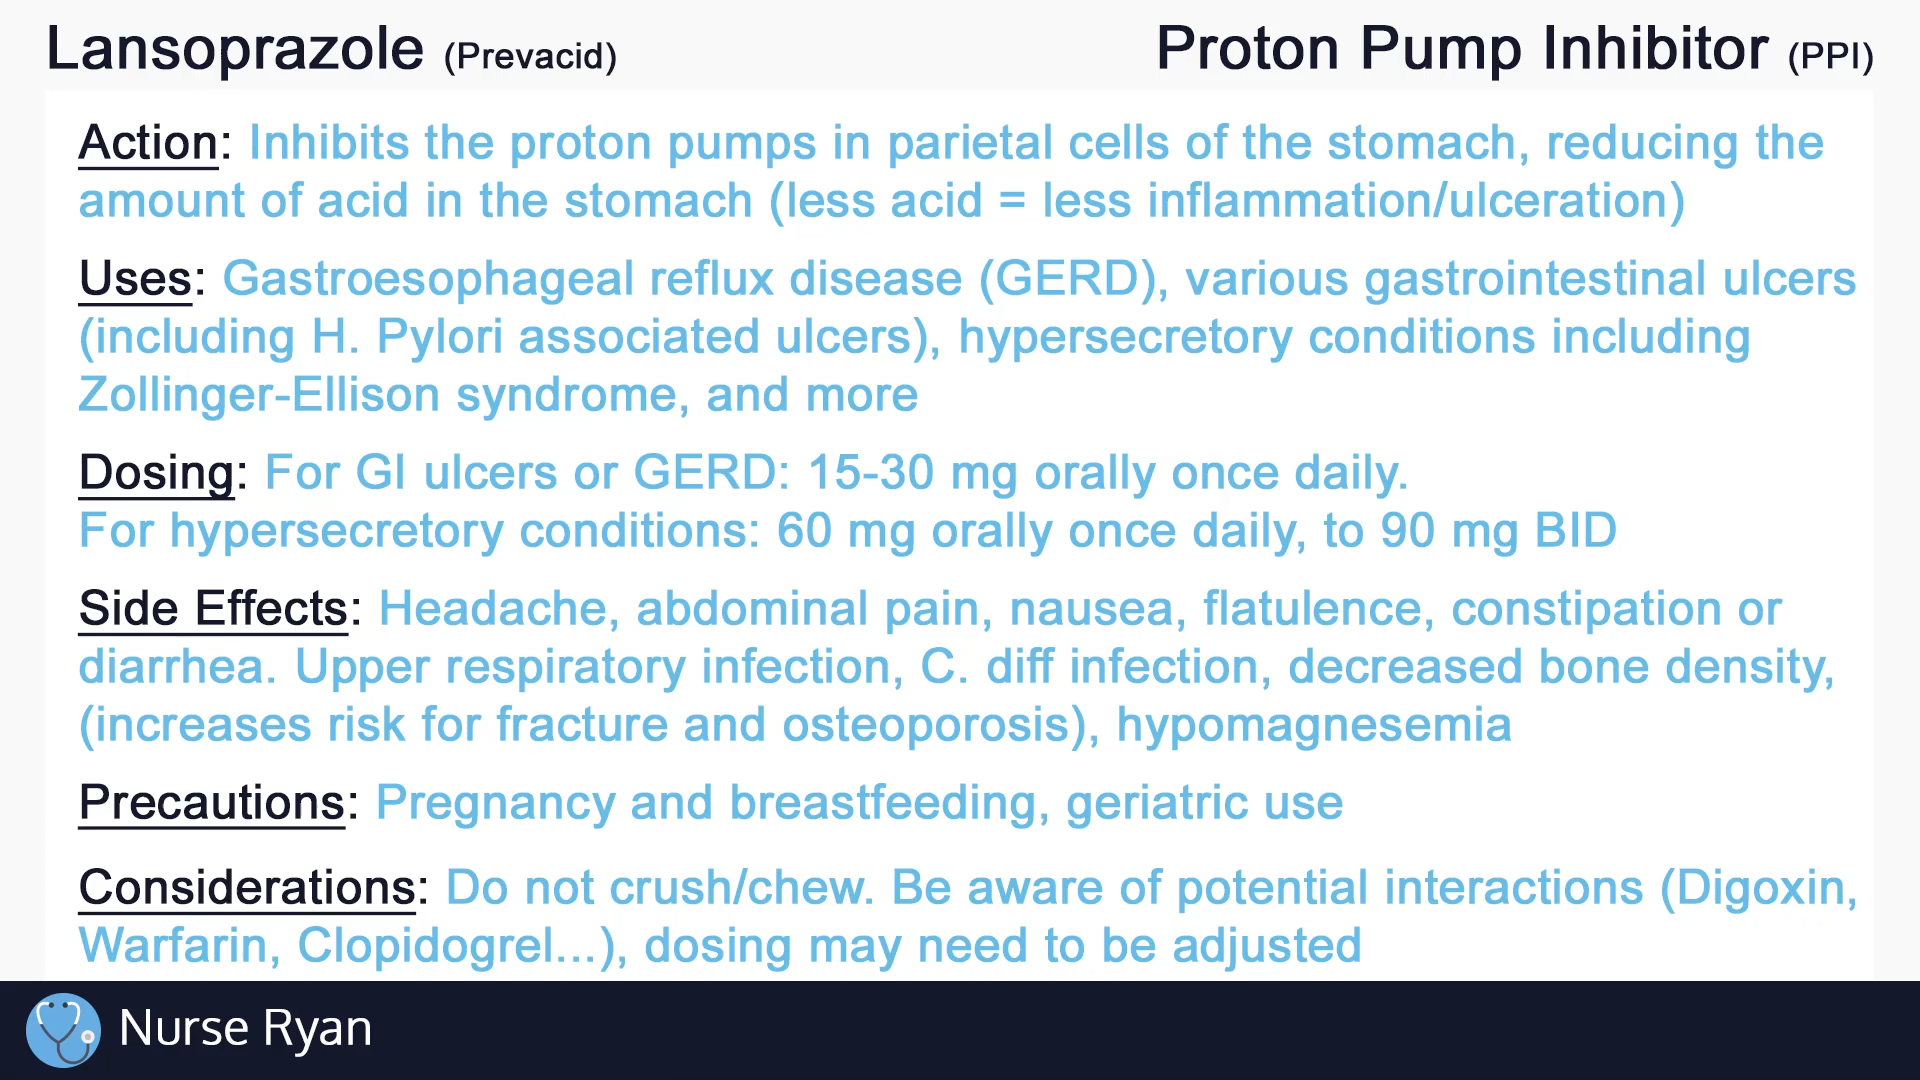 Lansoprazole (Prevacid)
Proton Pump Inhibitor (PPI)
Action: Inhibits the proton pumps in parietal cells of the stomach, reducing the
amount of acid in the stomach (less acid = less inflammation/ulceration)
Uses: Gastroesophageal reflux disease (GERD), various gastrointestinal ulcers
(including H. Pylori associated ulcers), hypersecretory conditions including
Zollinger-Ellison syndrome, and more
Dosing: For GI ulcers or GERD: 15-30 mg orally once daily.
For hypersecretory conditions: 60 mg orally once daily, to 90 mg BID
Side Effects: Headache, abdominal pain, nausea, flatulence, constipation or
diarrhea. Upper respiratory infection, C. diff infection, decreased bone density,
(increases risk for fracture and osteoporosis), hypomagnesemia
Precautions: Pregnancy and breastfeeding, geriatric use
Considerations: Do not crush/chew. Be aware of potential interactions (Digoxin,
Warfarin, Clopidogrel...), dosing may need to be adjusted
Nurse Ryan